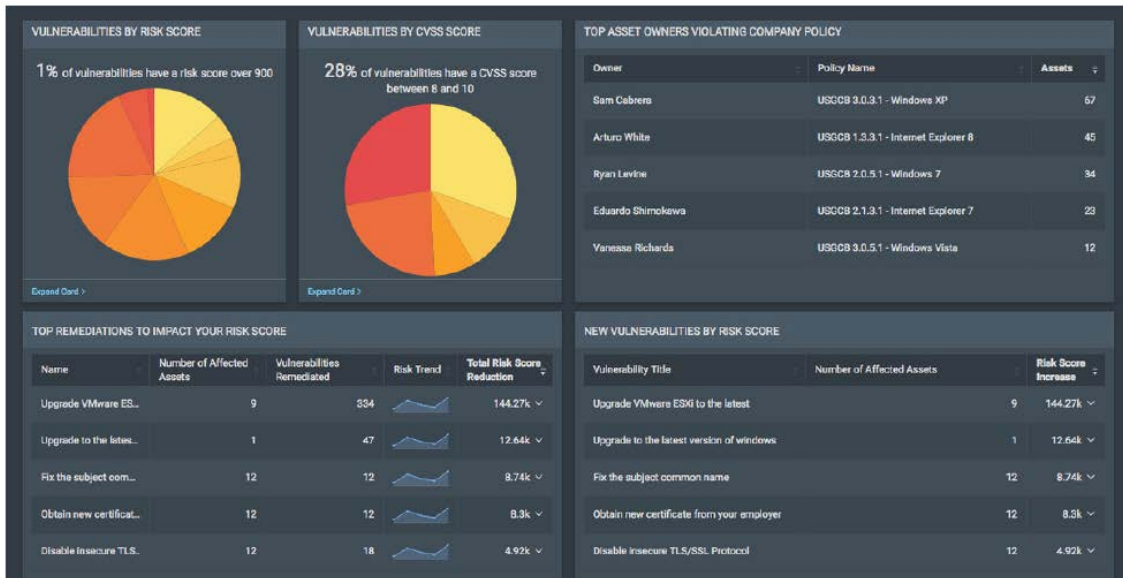 VULNERABILITIES BY RISK SCORE
1% of vulnerabilities have a risk score over 900
Expand Card >
VULNERABILITIES BY CVSS SCORE
28% of vulnerabilities have a CVSS score
between 8 and 10
Expand Card >
TOP ASSET OWNERS VIOLATING COMPANY POLICY
Owner Policy Name Assets
Sam Cabrera USGCB 3.0.3.1 - Windows XP 67
Arturo White USGCB 1.3.3.1 - Internet Explorer 8 45
Ryan Levine USGCB 2.0.5.1 - Windows 7 34
Eduardo Shimokawa USGCB 2.1.3.1 - Internet Explorer 7 23
Vanessa Richards USGCB 3.0.5.1 - Windows Vista 12
TOP REMEDIATIONS TO IMPACT YOUR RISK SCORE
Name Number of Affected Assets Vulnerabilities Remediated Risk Trend Total Risk Score Reduction
Upgrade VMware ES... 9 334 144.27k
Upgrade to the lates... 1 47 12.64k
Fix the subject com... 12 12 8.74k
Obtain new certificat... 12 12 8.3k
Disable insecure TLS... 12 18 4.92k
NEW VULNERABILITIES BY RISK SCORE
Vulnerability Title Number of Affected Assets Risk Score Increase
Upgrade VMware ESXi to the latest 9 144.27k
Upgrade to the latest version of windows 1 12.64k
Fix the subject common name 12 8.74k
Obtain new certificate from your employer 12 8.3k
Disable insecure TLS/SSL Protocol 12 4.92k